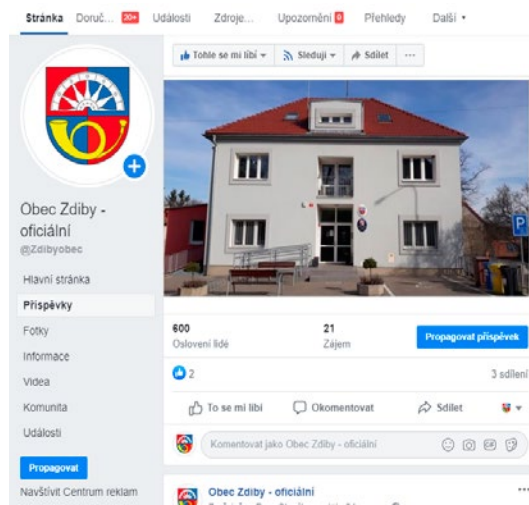 Stránka Doruč... 20+ Události Zdroje... Upozornění 8 Přehledy Další
Tohle se mi líbí Sleduji Sdílet ...
Obec Zdiby -
oficiální
@Zdibyobec
Hlavní stránka
Příspěvky
Fotky
Informace
Videa
Komunita
Události
Propagovat
Navštívit Centrum reklam
P
600
Oslovení lidé
21
Zájem
Propagovat příspěvek
2
3 sdílení
To se mi líbí Okomentovat Sdílet
Komentovat jako Obec Zdiby - oficiální
Obec Zdiby - oficiální